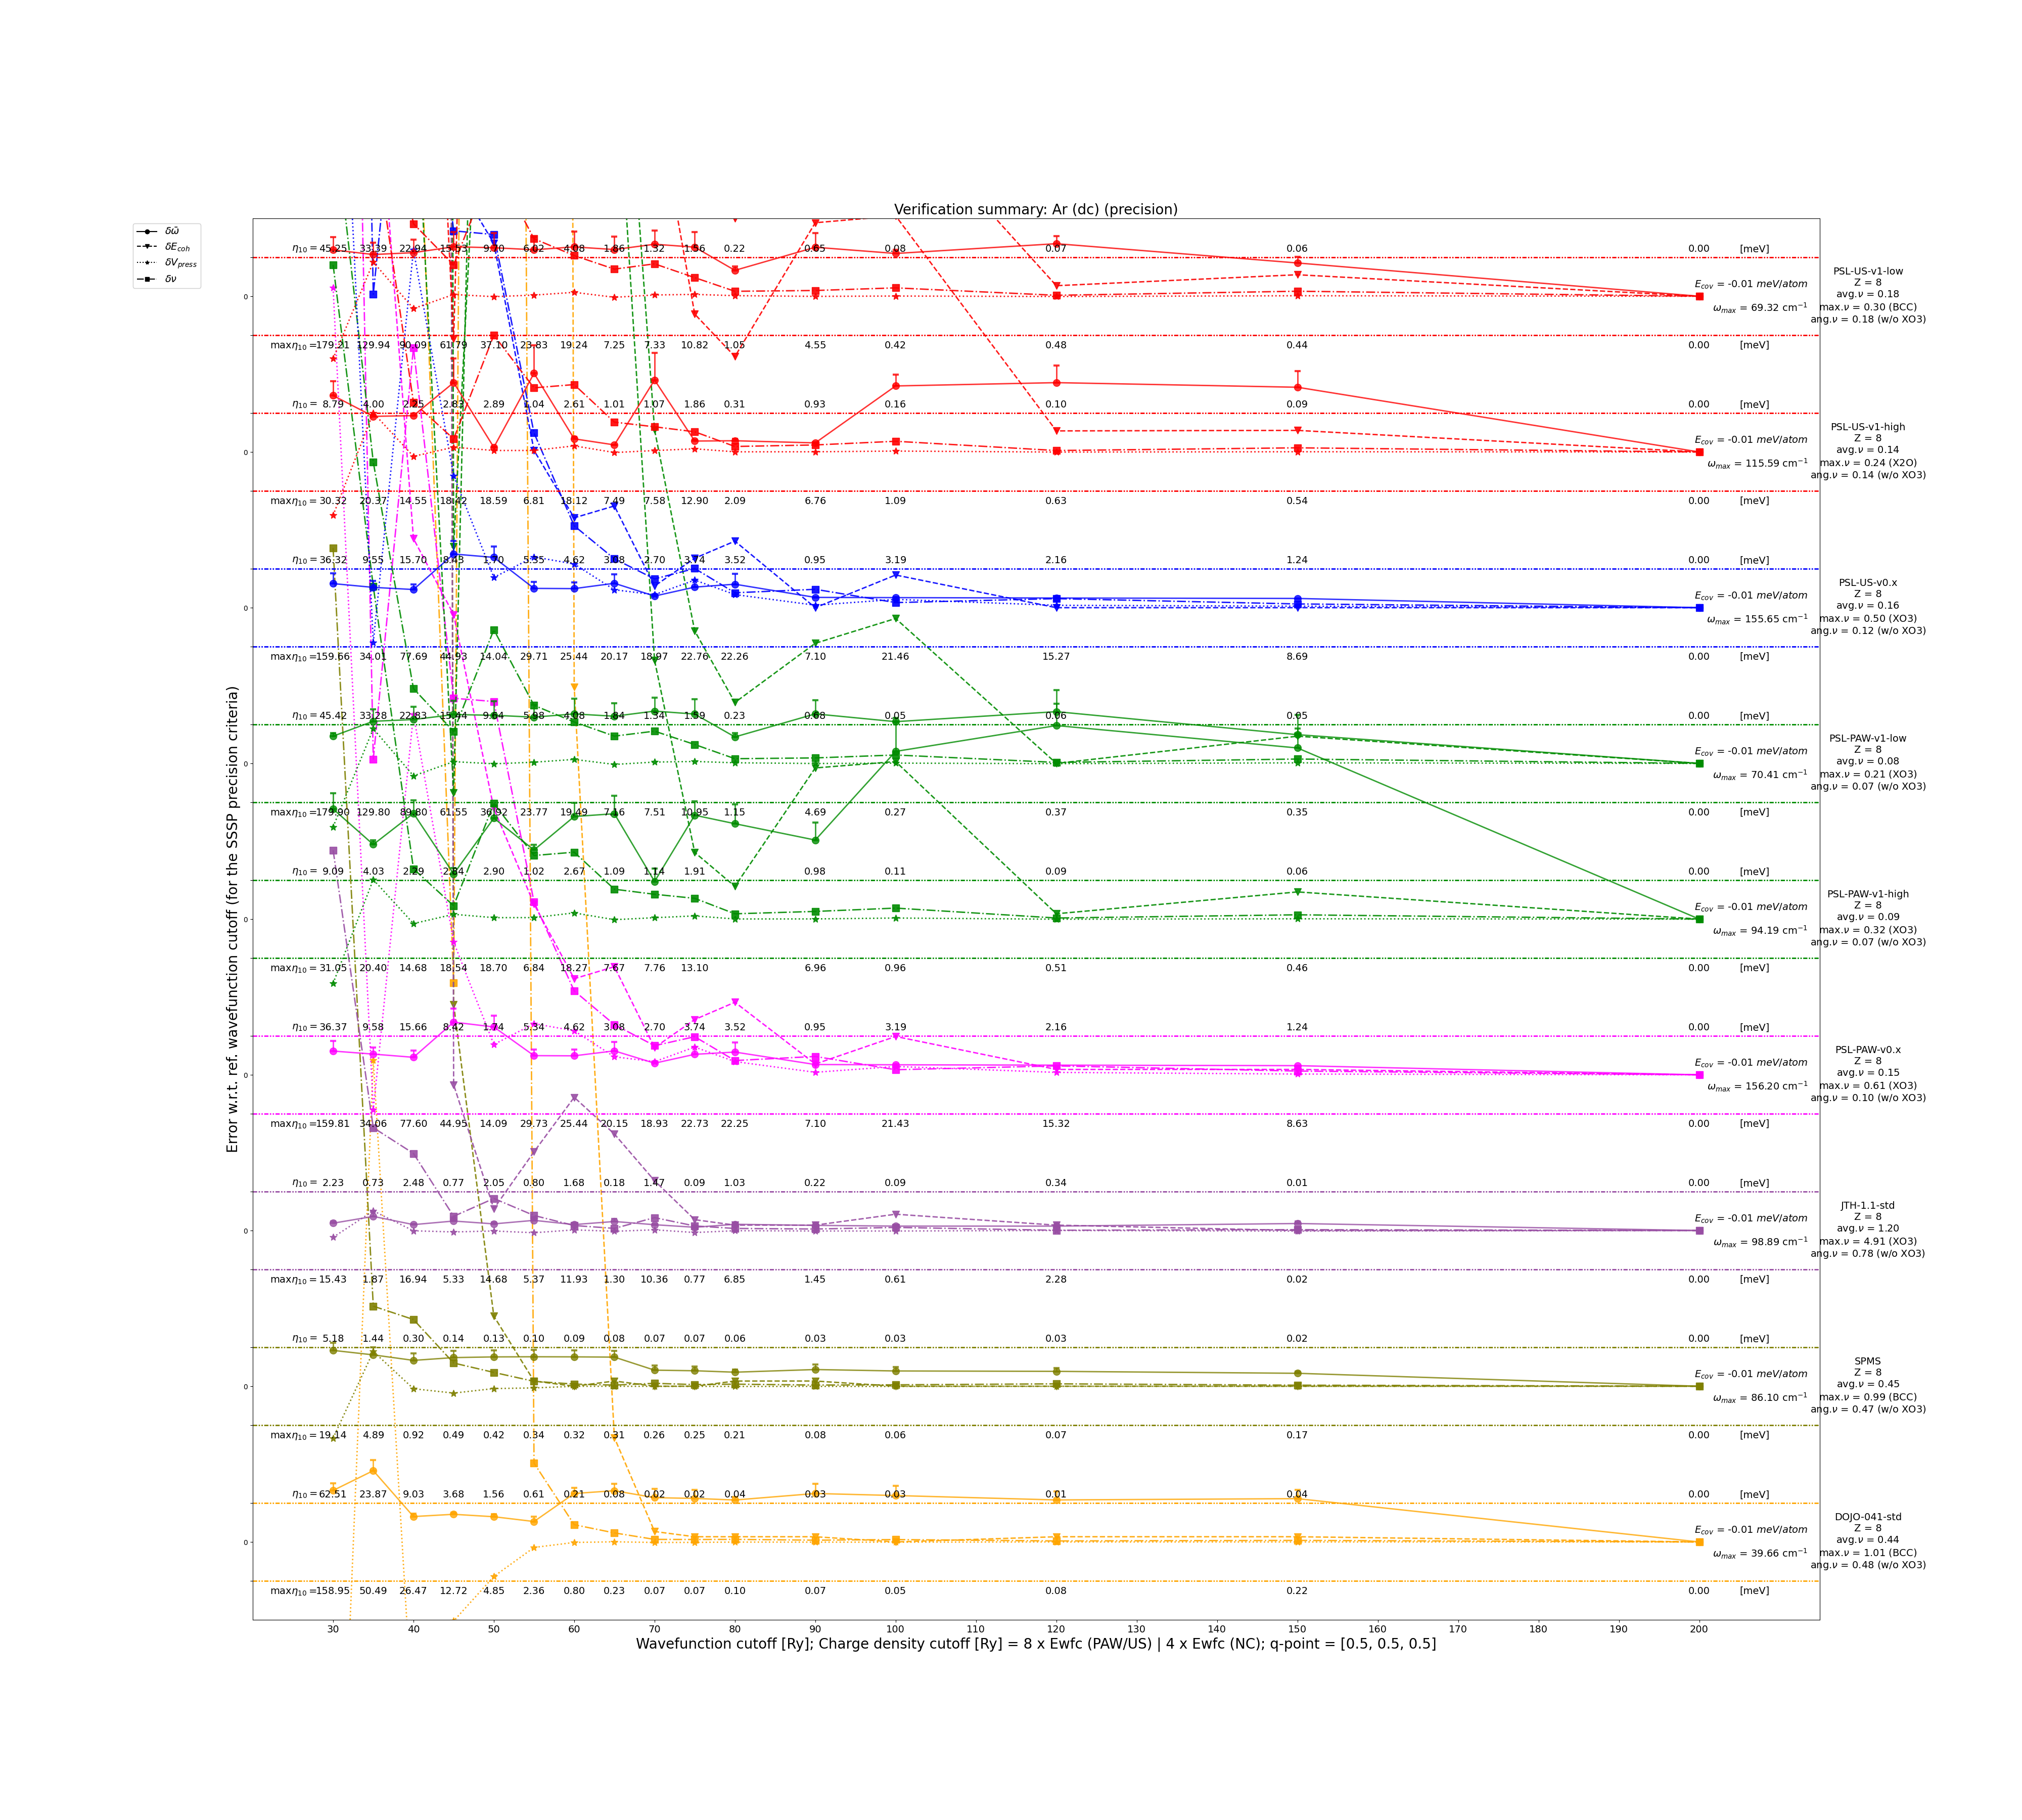 Verification summary: Ar (dc) (precision)
δω̄
δE_coh
δV_press
δν
Error w.r.t. ref. wavefunction cutoff (for the SSSP precision criteria)
η₁₀ = 45.25 33.39 22.94 15.53 9.70 6.02 4.08 1.86 1.32 1.56 0.22 0.05 0.08 0.07 0.06 0.00 [meV]
0
E_cov = -0.01 meV/atom
ω_max = 69.32 cm⁻¹
PSL-US-v1-low
Z = 8
avg.ν = 0.18
max.ν = 0.30 (BCC)
ang.ν = 0.18 (w/o XO3)
maxη₁₀ = 179.21 129.94 90.09 61.79 37.10 23.83 19.24 7.25 7.33 10.82 1.05 4.55 0.42 0.48 0.44 0.00 [meV]
η₁₀ = 8.79 4.00 2.25 2.83 2.89 1.04 2.61 1.01 1.07 1.86 0.31 0.93 0.16 0.10 0.09 0.00 [meV]
0
E_cov = -0.01 meV/atom
ω_max = 115.59 cm⁻¹
PSL-US-v1-high
Z = 8
avg.ν = 0.14
max.ν = 0.24 (X2O)
ang.ν = 0.14 (w/o XO3)
maxη₁₀ = 30.32 20.37 14.55 18.42 18.59 6.81 18.12 7.49 7.58 12.90 2.09 6.76 1.09 0.63 0.54 0.00 [meV]
η₁₀ = 36.32 9.55 15.70 8.43 1.70 5.35 4.62 3.08 2.70 3.74 3.52 0.95 3.19 2.16 1.24 0.00 [meV]
0
E_cov = -0.01 meV/atom
ω_max = 155.65 cm⁻¹
PSL-US-v0.x
Z = 8
avg.ν = 0.16
max.ν = 0.50 (XO3)
ang.ν = 0.12 (w/o XO3)
maxη₁₀ = 159.66 34.01 77.69 44.93 14.04 29.71 25.44 20.17 18.97 22.76 22.26 7.10 21.46 15.27 8.69 0.00 [meV]
η₁₀ = 45.42 33.28 22.83 15.44 9.64 5.98 4.08 1.84 1.34 1.59 0.23 0.08 0.05 0.06 0.05 0.00 [meV]
0
E_cov = -0.01 meV/atom
ω_max = 70.41 cm⁻¹
PSL-PAW-v1-low
Z = 8
avg.ν = 0.08
max.ν = 0.21 (XO3)
ang.ν = 0.07 (w/o XO3)
maxη₁₀ = 179.90 129.80 89.80 61.55 36.92 23.77 19.49 7.16 7.51 10.95 1.15 4.69 0.27 0.37 0.35 0.00 [meV]
η₁₀ = 9.09 4.03 2.29 2.84 2.90 1.02 2.67 1.09 1.14 1.91 0.98 0.11 0.09 0.06 0.00 [meV]
0
E_cov = -0.01 meV/atom
ω_max = 94.19 cm⁻¹
PSL-PAW-v1-high
Z = 8
avg.ν = 0.09
max.ν = 0.32 (XO3)
ang.ν = 0.07 (w/o XO3)
maxη₁₀ = 31.05 20.40 14.68 18.54 18.70 6.84 18.27 7.67 7.76 13.10 6.96 0.96 0.51 0.46 0.00 [meV]
η₁₀ = 36.37 9.58 15.66 8.42 1.74 5.34 4.62 3.08 2.70 3.74 3.52 0.95 3.19 2.16 1.24 0.00 [meV]
0
E_cov = -0.01 meV/atom
ω_max = 156.20 cm⁻¹
PSL-PAW-v0.x
Z = 8
avg.ν = 0.15
max.ν = 0.61 (XO3)
ang.ν = 0.10 (w/o XO3)
maxη₁₀ = 159.81 34.06 77.60 44.95 14.09 29.73 25.44 20.15 18.93 22.73 22.25 7.10 21.43 15.32 8.63 0.00 [meV]
η₁₀ = 2.23 0.73 2.48 0.77 2.05 0.80 1.68 0.18 1.47 0.09 1.03 0.22 0.09 0.34 0.01 0.00 [meV]
0
E_cov = -0.01 meV/atom
ω_max = 98.89 cm⁻¹
JTH-1.1-std
Z = 8
avg.ν = 1.20
max.ν = 4.91 (XO3)
ang.ν = 0.78 (w/o XO3)
maxη₁₀ = 15.43 1.87 16.94 5.33 14.68 5.37 11.93 1.30 10.36 0.77 6.85 1.45 0.61 2.28 0.02 0.00 [meV]
η₁₀ = 5.18 1.44 0.30 0.14 0.13 0.10 0.09 0.08 0.07 0.07 0.06 0.03 0.03 0.03 0.02 0.00 [meV]
0
E_cov = -0.01 meV/atom
ω_max = 86.10 cm⁻¹
SPMS
Z = 8
avg.ν = 0.45
max.ν = 0.99 (BCC)
ang.ν = 0.47 (w/o XO3)
maxη₁₀ = 19.14 4.89 0.92 0.49 0.42 0.34 0.32 0.31 0.26 0.25 0.21 0.08 0.06 0.07 0.17 0.00 [meV]
η₁₀ = 62.51 23.87 9.03 3.68 1.56 0.61 0.21 0.08 0.02 0.02 0.04 0.03 0.03 0.01 0.04 0.00 [meV]
0
E_cov = -0.01 meV/atom
ω_max = 39.66 cm⁻¹
DOJO-041-std
Z = 8
avg.ν = 0.44
max.ν = 1.01 (BCC)
ang.ν = 0.48 (w/o XO3)
maxη₁₀ = 158.95 50.49 26.47 12.72 4.85 2.36 0.80 0.23 0.07 0.07 0.10 0.07 0.05 0.08 0.22 0.00 [meV]
30 40 50 60 70 80 90 100 110 120 130 140 150 160 170 180 190 200
Wavefunction cutoff [Ry]; Charge density cutoff [Ry] = 8 x Ewfc (PAW/US) | 4 x Ewfc (NC); q-point = [0.5, 0.5, 0.5]